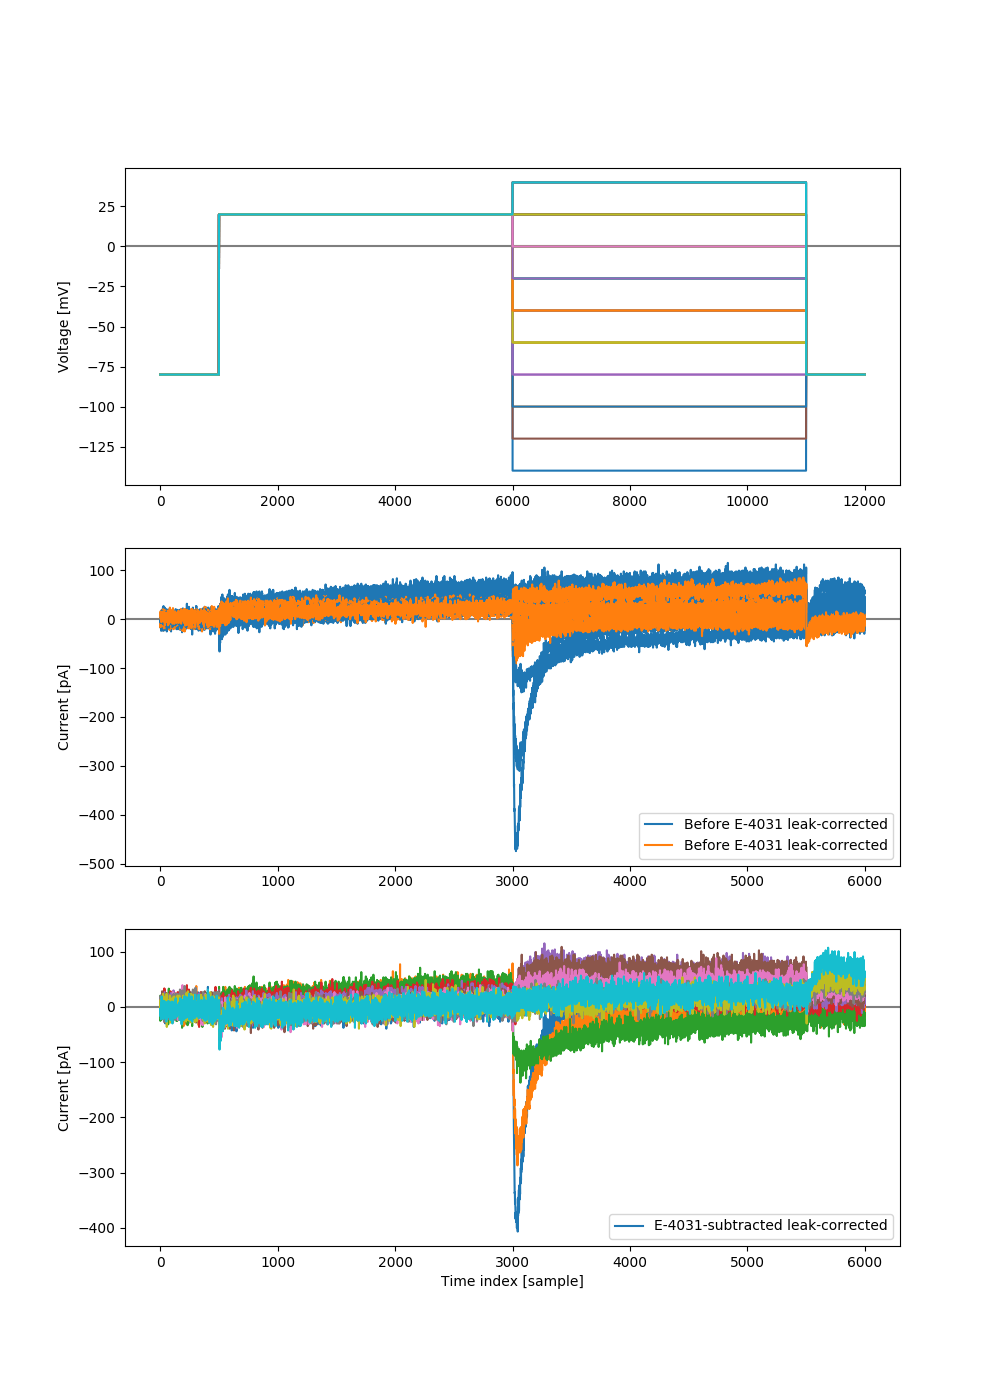 25
0
−25
−50
−75
−100
−125
Voltage [mV]
0 2000 4000 6000 8000 10000 12000
100
0
−100
−200
−300
−400
−500
Current [pA]
Before E-4031 leak-corrected
Before E-4031 leak-corrected
0 1000 2000 3000 4000 5000 6000
100
0
−100
−200
−300
−400
Current [pA]
E-4031-subtracted leak-corrected
0 1000 2000 3000 4000 5000 6000
Time index [sample]